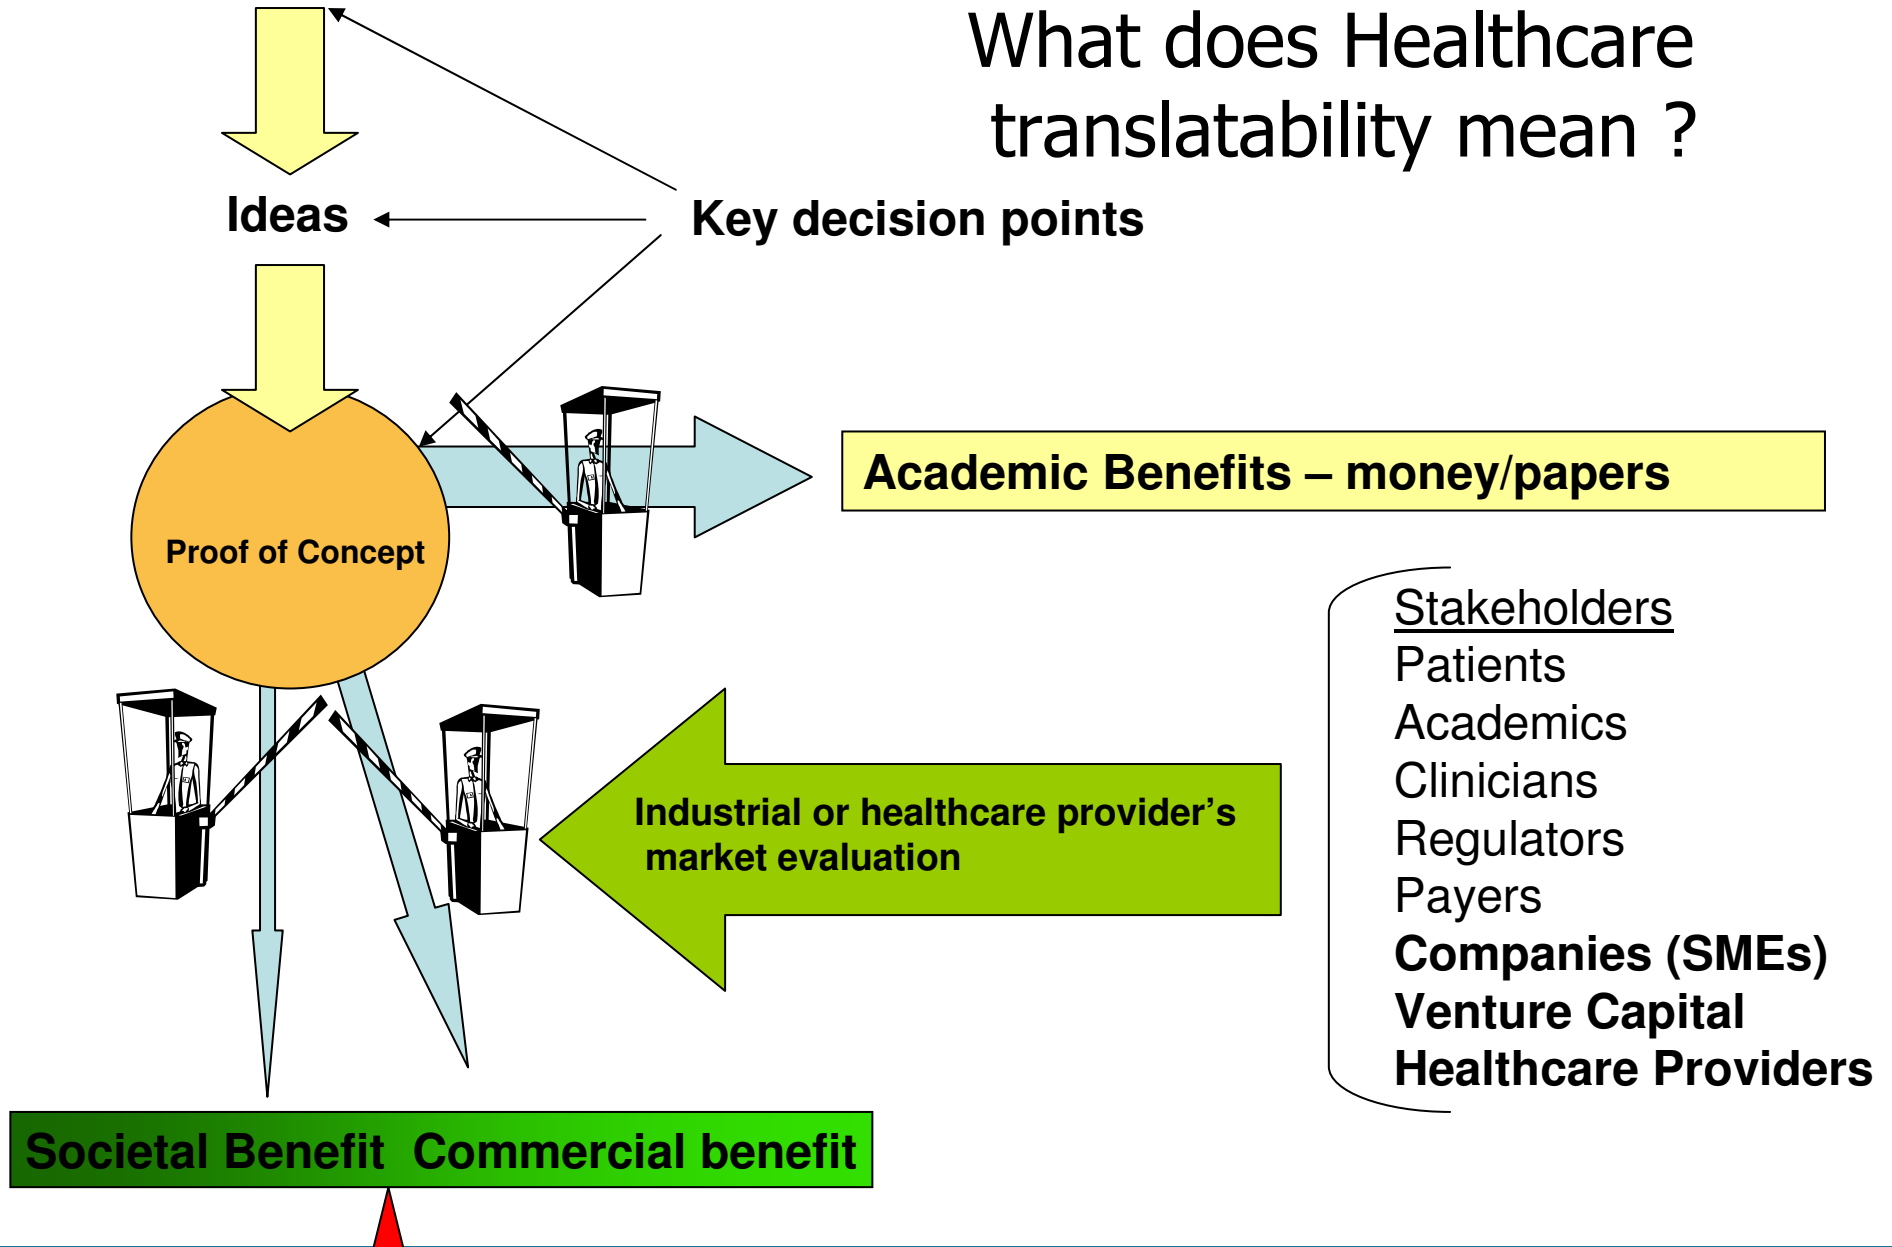 What does Healthcare
translatability mean ?
Ideas
Key decision points
Academic Benefits – money/papers
Proof of Concept
Stakeholders
Patients
Academics
Clinicians
Regulators
Payers
Companies (SMEs)
Venture Capital
Healthcare Providers
Industrial or healthcare provider’s
market evaluation
Societal Benefit Commercial benefit